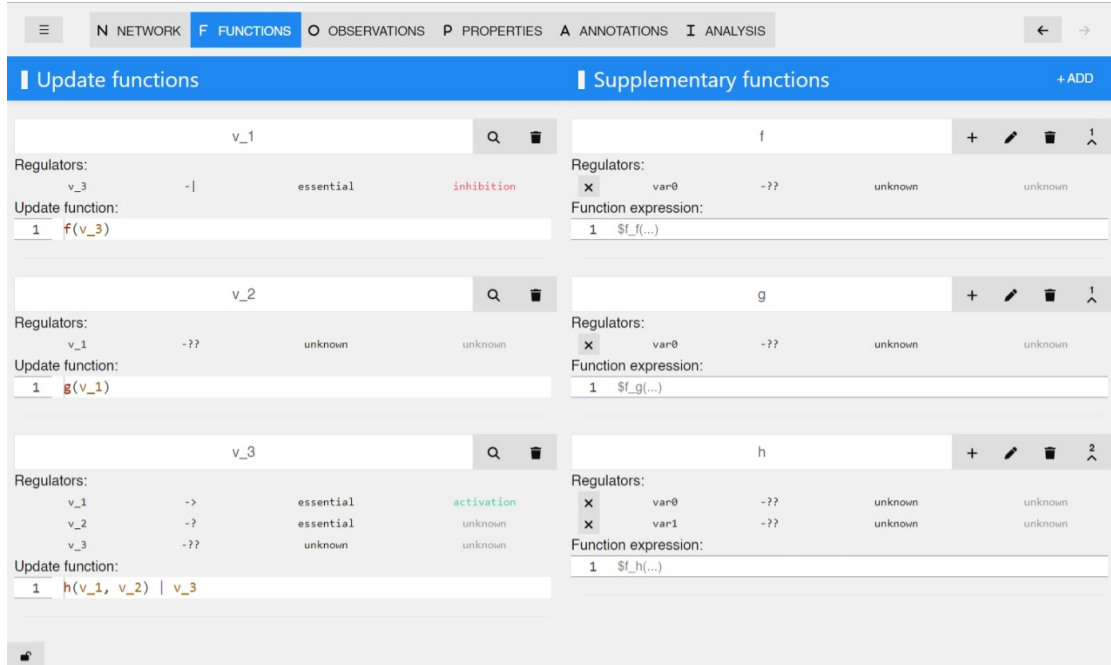 N NETWORK F FUNCTIONS O OBSERVATIONS P PROPERTIES A ANNOTATIONS I ANALYSIS
Update functions
v_1
Regulators:
v_3 -| essential inhibition
Update function:
1 f(v_3)
v_2
Regulators:
v_1 -?? unknown unknown
Update function:
1 g(v_1)
v_3
Regulators:
v_1 -> essential activation
v_2 -? essential unknown
v_3 -?? unknown unknown
Update function:
1 h(v_1, v_2) | v_3
Supplementary functions +ADD
f 1
Regulators:
var0 -?? unknown unknown
Function expression:
1 $f_f(...)
g 1
Regulators:
var0 -?? unknown unknown
Function expression:
1 $f_g(...)
h 2
Regulators:
var0 -?? unknown unknown
var1 -?? unknown unknown
Function expression:
1 $f_h(...)